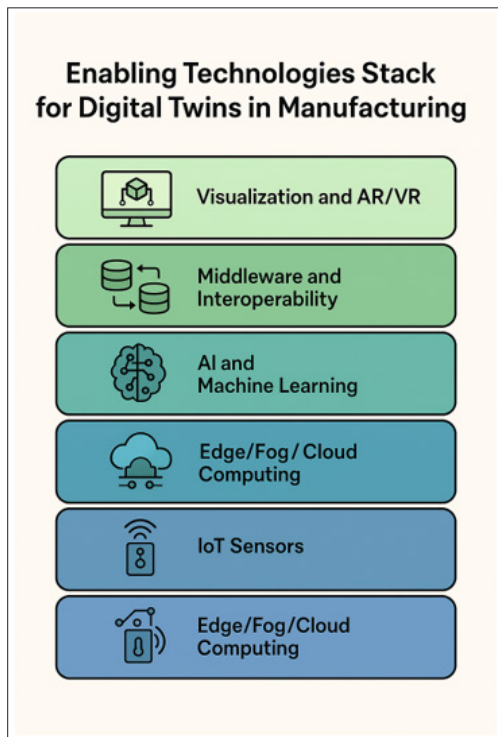 Enabling Technologies Stack
for Digital Twins in Manufacturing
Visualization and AR/VR
Middleware and
Interoperability
AI and
Machine Learning
Edge/Fog/Cloud
Computing
IoT Sensors
Edge/Fog/Cloud
Computing